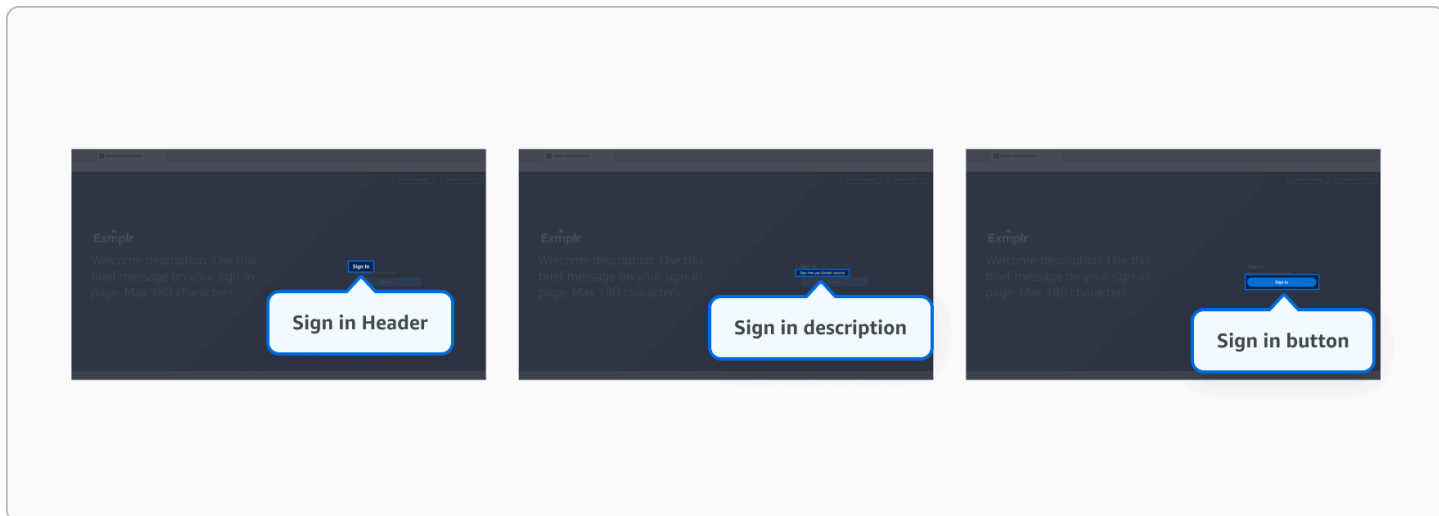 Exmplr
Welcome description. Use this
brief message on your sign-in
page. Max 180 characters
Sign in
Sign in Header
Exmplr
Welcome description. Use this
brief message on your sign-in
page. Max 180 characters
Sign in description
Exmplr
Welcome description. Use this
brief message on your sign-in
page. Max 180 characters
Sign in
Sign in
Sign in button